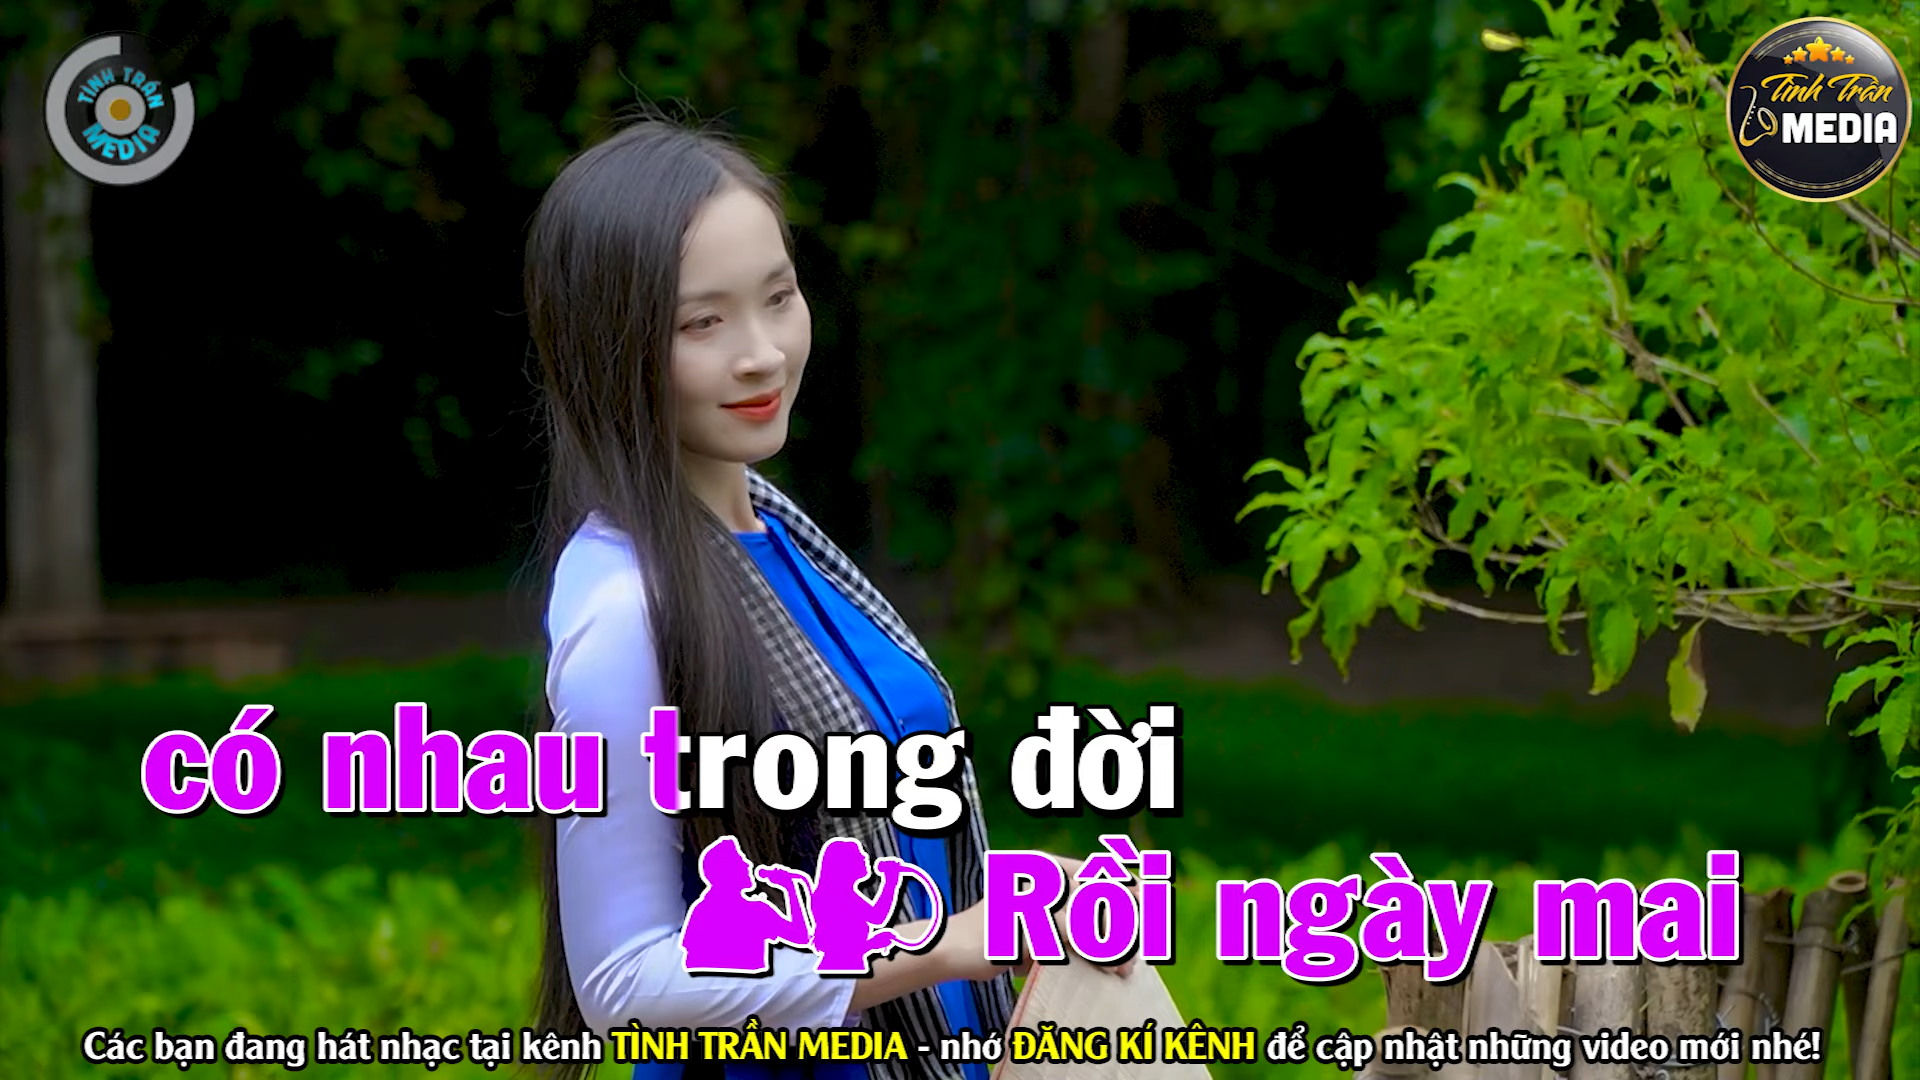 TÌNH TRẦN
MEDIA
Tình Trần
MEDIA
có nhau trong đời
Rồi ngày mai
Các bạn đang hát nhạc tại kênh TÌNH TRẦN MEDIA - nhớ ĐĂNG KÍ KÊNH để cập nhật những video mới nhé!